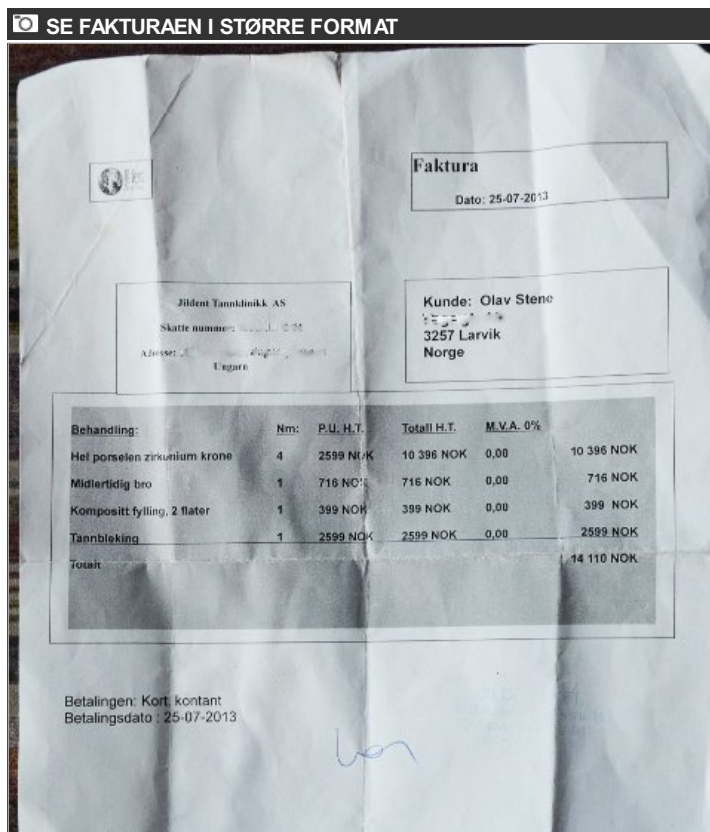 SE FAKTURAEN I STØRRE FORMAT
Faktura
Dato: 25-07-2013
Jildent Tannklinikk AS
Skatte nummer:
Adresse:
Ungarn
Kunde: Olav Stene
3257 Larvik
Norge
Behandling: Nm: P.U. H.T. Totall H.T. M.V.A. 0%
Hel porselen zirkunium krone 4 2599 NOK 10 396 NOK 0,00 10 396 NOK
Midlertidig bro 1 716 NOK 716 NOK 0,00 716 NOK
Kompositt fylling, 2 flater 1 399 NOK 399 NOK 0,00 399 NOK
Tannbleking 1 2599 NOK 2599 NOK 0,00 2599 NOK
Totalt 14 110 NOK
Betalingen: Kort, kontant
Betalingsdato : 25-07-2013